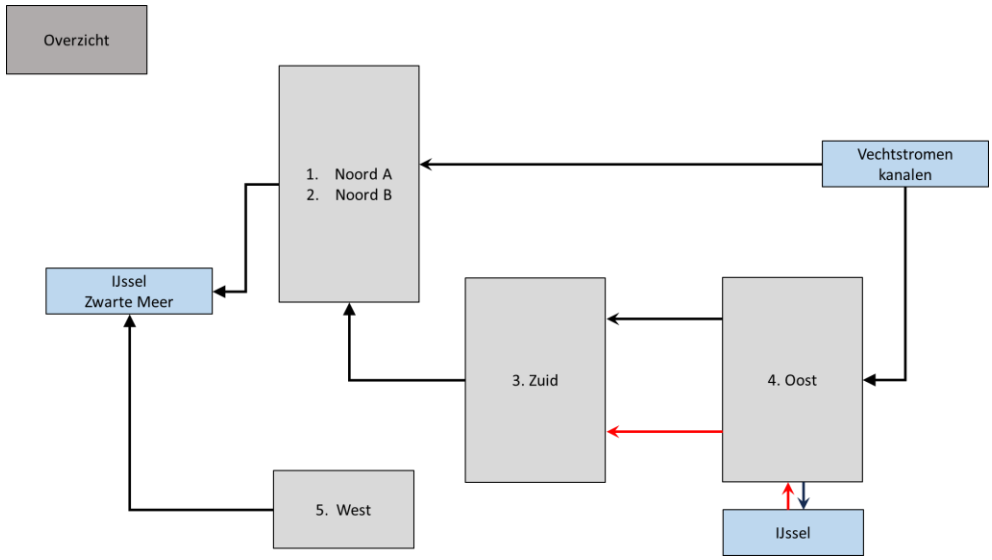 Overzicht
1. Noord A
2. Noord B
Vechtstromen
kanalen
IJssel
Zwarte Meer
3. Zuid
4. Oost
5. West
IJssel